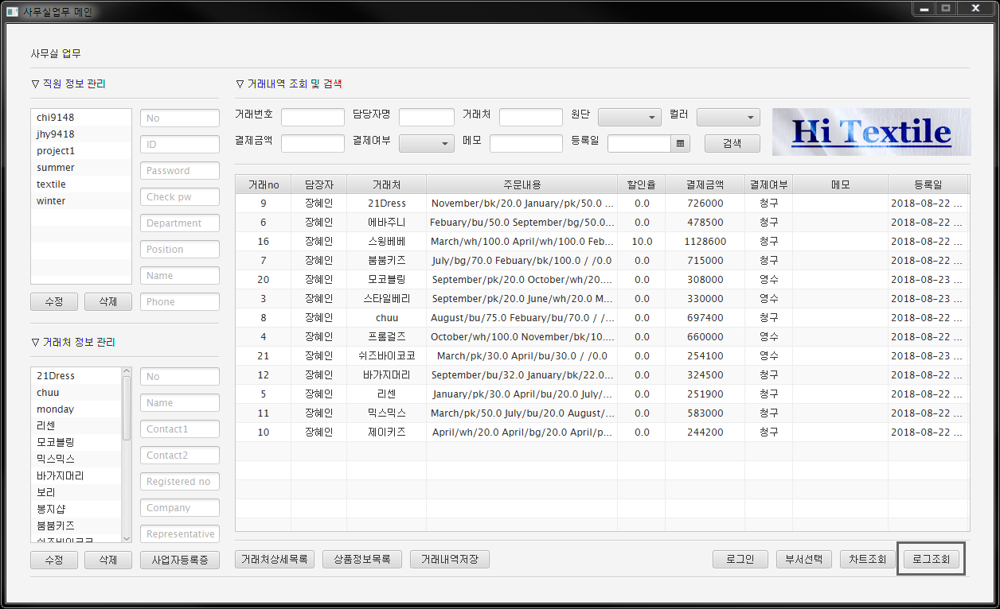 사무실업무 메인
사무실 업무
▽ 직원 정보 관리
chi9148
jhy9418
project1
summer
textile
winter
No
ID
Password
Check pw
Department
Position
Name
Phone
수정 삭제
▽ 거래처 정보 관리
21Dress
chuu
monday
리센
모코블링
믹스믹스
바가지머리
보리
봉지샵
붐붐키즈
쉬즈바이코코
No
Name
Contact1
Contact2
Registered no
Company
Representative
수정 삭제 사업자등록증
▽ 거래내역 조회 및 검색
거래번호 담당자명 거래처 원단 컬러
결제금액 결제여부 메모 등록일 검색
Hi Textile
거래no 담장자 거래처 주문내용 할인율 결제금액 결제여부 메모 등록일
9 장혜인 21Dress November/bk/20.0 January/pk/50.0 ... 0.0 726000 청구 2018-08-22 ...
6 장혜인 에바주니 Febuary/bu/50.0 September/bg/50.0... 0.0 478500 청구 2018-08-22 ...
16 장혜인 스윙베베 March/wh/100.0 April/wh/100.0 Feb... 10.0 1128600 청구 2018-08-22 ...
7 장혜인 붐붐키즈 July/bg/70.0 Febuary/bk/100.0 / /0.0 0.0 715000 청구 2018-08-22 ...
20 장혜인 모코블링 September/pk/20.0 October/wh/20.... 0.0 308000 영수 2018-08-23 ...
3 장혜인 스타일베리 September/pk/20.0 June/wh/20.0 M... 0.0 330000 영수 2018-08-23 ...
8 장혜인 chuu August/bu/75.0 Febuary/bu/70.0 / /... 0.0 697400 청구 2018-08-22 ...
4 장혜인 프롬걸즈 October/wh/100.0 November/bk/10.... 0.0 660000 영수 2018-08-22 ...
21 장혜인 쉬즈바이코코 March/pk/30.0 April/bu/30.0 / /0.0 0.0 254100 영수 2018-08-23 ...
12 장혜인 바가지머리 September/bu/32.0 January/bk/22.0... 0.0 324500 청구 2018-08-22 ...
5 장혜인 리센 January/pk/30.0 April/bu/20.0 July/... 0.0 251900 청구 2018-08-22 ...
11 장혜인 믹스믹스 March/pk/50.0 July/bu/20.0 August/... 0.0 583000 청구 2018-08-22 ...
10 장혜인 제이키즈 April/wh/20.0 April/bg/20.0 April/p... 0.0 244200 청구 2018-08-22 ...
거래처상세목록 상품정보목록 거래내역저장 로그인 부서선택 차트조회 로그조회